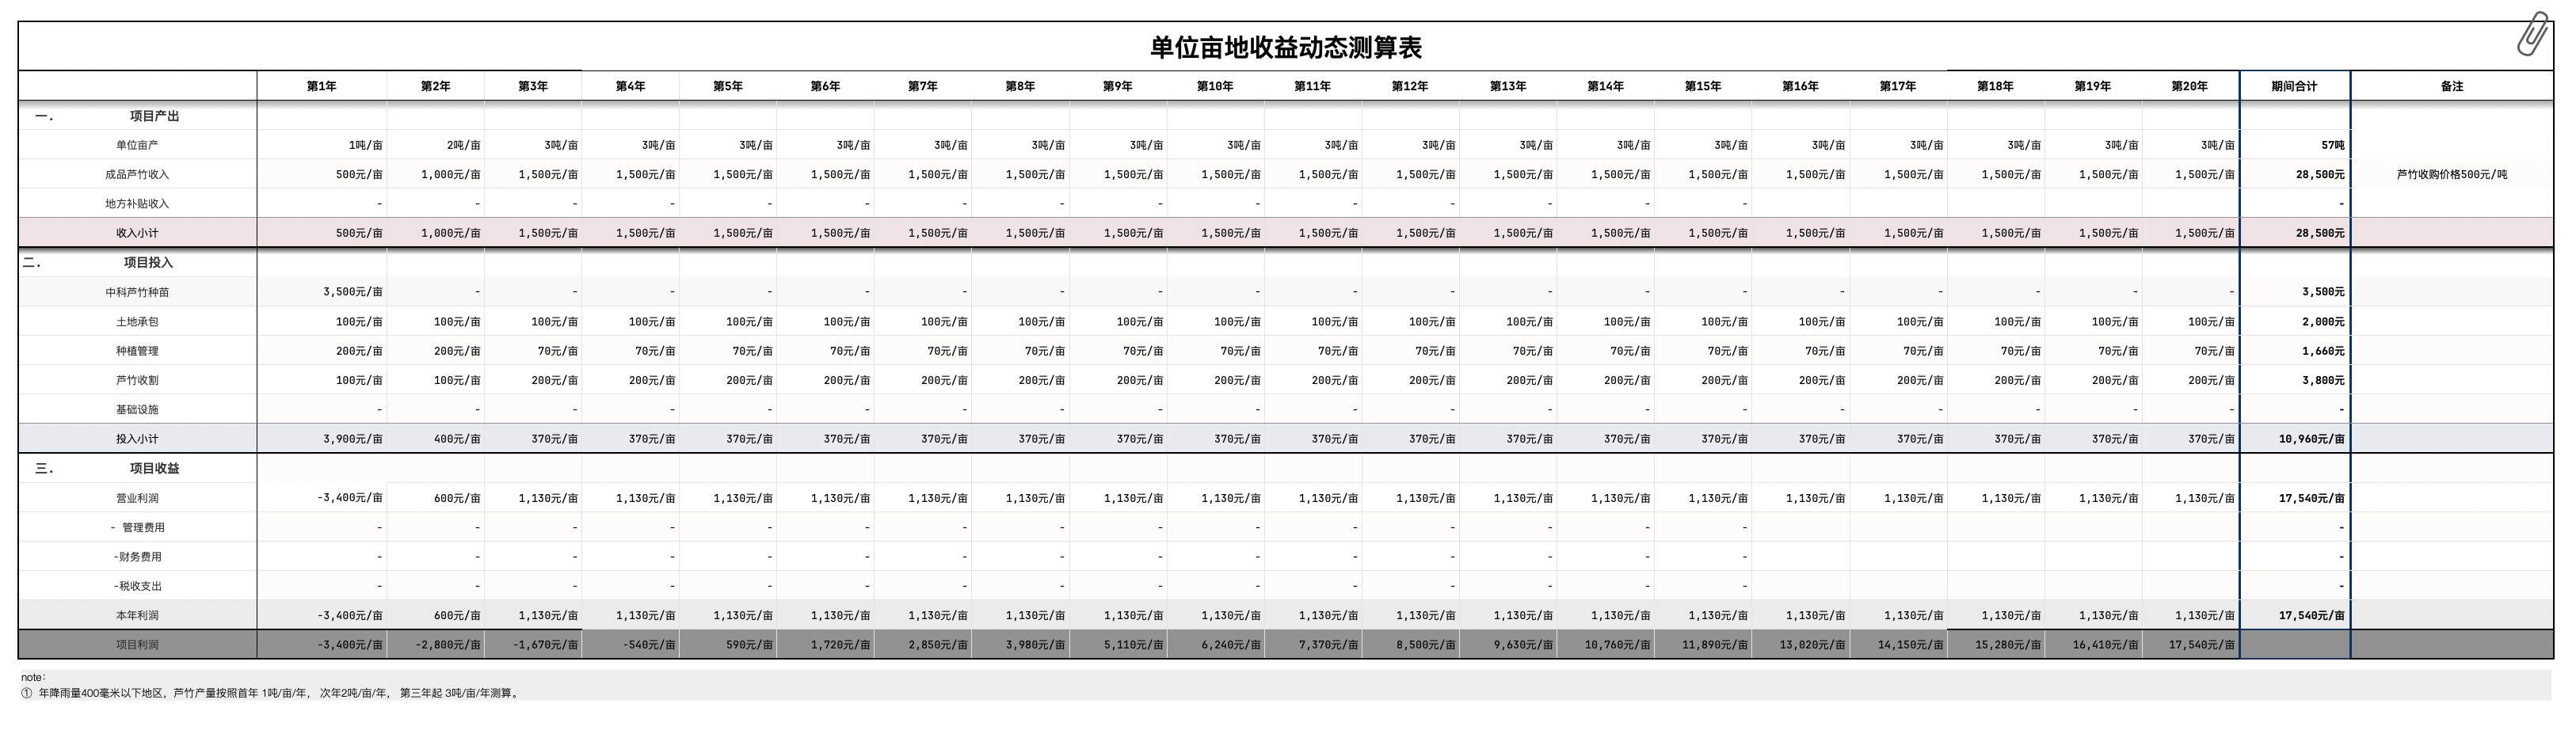 单位亩地收益动态测算表
第1年 第2年 第3年 第4年 第5年 第6年 第7年 第8年 第9年 第10年 第11年 第12年 第13年 第14年 第15年 第16年 第17年 第18年 第19年 第20年 期间合计 备注
一. 项目产出
单位亩产 1吨/亩 2吨/亩 3吨/亩 3吨/亩 3吨/亩 3吨/亩 3吨/亩 3吨/亩 3吨/亩 3吨/亩 3吨/亩 3吨/亩 3吨/亩 3吨/亩 3吨/亩 3吨/亩 3吨/亩 3吨/亩 3吨/亩 3吨/亩 57吨
成品芦竹收入 500元/亩 1,000元/亩 1,500元/亩 1,500元/亩 1,500元/亩 1,500元/亩 1,500元/亩 1,500元/亩 1,500元/亩 1,500元/亩 1,500元/亩 1,500元/亩 1,500元/亩 1,500元/亩 1,500元/亩 1,500元/亩 1,500元/亩 1,500元/亩 1,500元/亩 1,500元/亩 28,500元 芦竹收购价格500元/吨
地方补贴收入 - - - - - - - - - - - - - - - -
收入小计 500元/亩 1,000元/亩 1,500元/亩 1,500元/亩 1,500元/亩 1,500元/亩 1,500元/亩 1,500元/亩 1,500元/亩 1,500元/亩 1,500元/亩 1,500元/亩 1,500元/亩 1,500元/亩 1,500元/亩 1,500元/亩 1,500元/亩 1,500元/亩 1,500元/亩 1,500元/亩 28,500元
二. 项目投入
中科芦竹种苗 3,500元/亩 - - - - - - - - - - - - - - - - - - - 3,500元
土地承包 100元/亩 100元/亩 100元/亩 100元/亩 100元/亩 100元/亩 100元/亩 100元/亩 100元/亩 100元/亩 100元/亩 100元/亩 100元/亩 100元/亩 100元/亩 100元/亩 100元/亩 100元/亩 100元/亩 100元/亩 2,000元
种植管理 200元/亩 200元/亩 70元/亩 70元/亩 70元/亩 70元/亩 70元/亩 70元/亩 70元/亩 70元/亩 70元/亩 70元/亩 70元/亩 70元/亩 70元/亩 70元/亩 70元/亩 70元/亩 70元/亩 70元/亩 1,660元
芦竹收割 100元/亩 100元/亩 200元/亩 200元/亩 200元/亩 200元/亩 200元/亩 200元/亩 200元/亩 200元/亩 200元/亩 200元/亩 200元/亩 200元/亩 200元/亩 200元/亩 200元/亩 200元/亩 200元/亩 200元/亩 3,800元
基础设施 - - - - - - - - - - - - - - - - - - - - -
投入小计 3,900元/亩 400元/亩 370元/亩 370元/亩 370元/亩 370元/亩 370元/亩 370元/亩 370元/亩 370元/亩 370元/亩 370元/亩 370元/亩 370元/亩 370元/亩 370元/亩 370元/亩 370元/亩 370元/亩 370元/亩 10,960元/亩
三. 项目收益
营业利润 -3,400元/亩 600元/亩 1,130元/亩 1,130元/亩 1,130元/亩 1,130元/亩 1,130元/亩 1,130元/亩 1,130元/亩 1,130元/亩 1,130元/亩 1,130元/亩 1,130元/亩 1,130元/亩 1,130元/亩 1,130元/亩 1,130元/亩 1,130元/亩 1,130元/亩 1,130元/亩 17,540元/亩
- 管理费用 - - - - - - - - - - - - - - - -
-财务费用 - - - - - - - - - - - - - - - -
-税收支出 - - - - - - - - - - - - - - - -
本年利润 -3,400元/亩 600元/亩 1,130元/亩 1,130元/亩 1,130元/亩 1,130元/亩 1,130元/亩 1,130元/亩 1,130元/亩 1,130元/亩 1,130元/亩 1,130元/亩 1,130元/亩 1,130元/亩 1,130元/亩 1,130元/亩 1,130元/亩 1,130元/亩 1,130元/亩 1,130元/亩 17,540元/亩
项目利润 -3,400元/亩 -2,800元/亩 -1,670元/亩 -540元/亩 590元/亩 1,720元/亩 2,850元/亩 3,980元/亩 5,110元/亩 6,240元/亩 7,370元/亩 8,500元/亩 9,630元/亩 10,760元/亩 11,890元/亩 13,020元/亩 14,150元/亩 15,280元/亩 16,410元/亩 17,540元/亩
note:
① 年降雨量400毫米以下地区，芦竹产量按照首年 1吨/亩/年， 次年2吨/亩/年， 第三年起 3吨/亩/年测算。